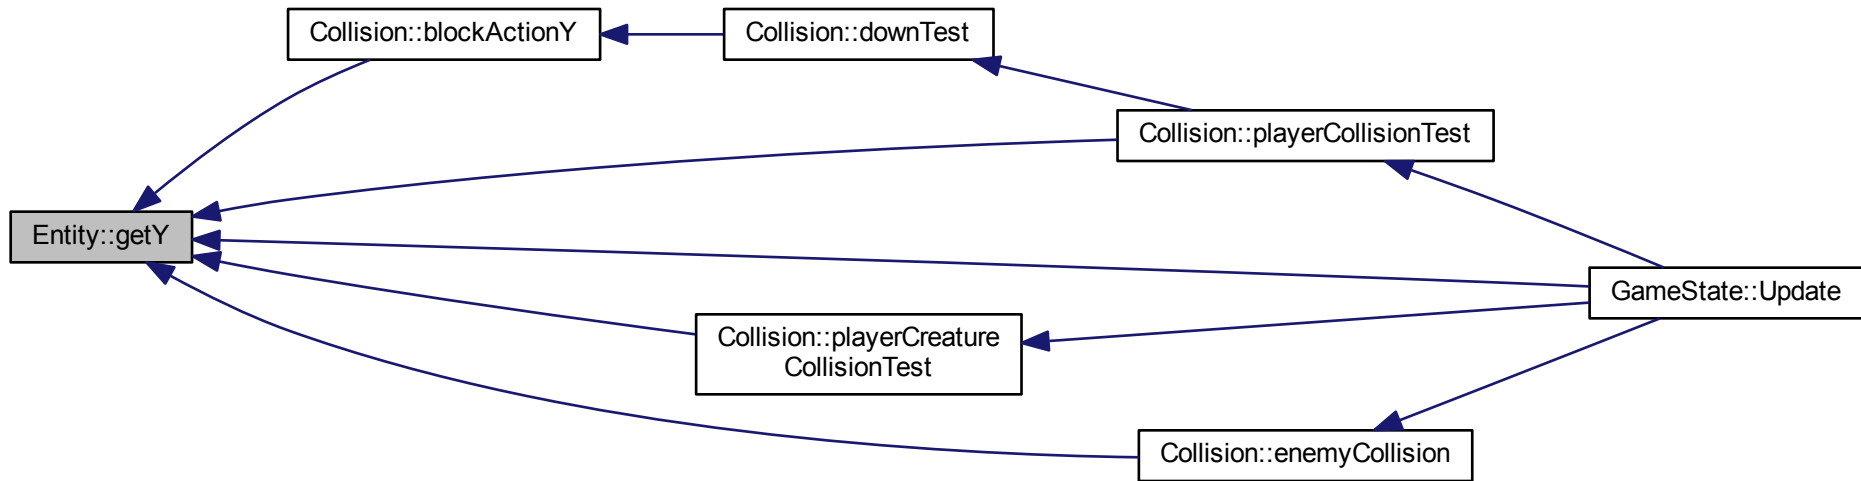 Collision::blockActionY
Collision::downTest
Collision::playerCollisionTest
Entity::getY
GameState::Update
Collision::playerCreature
CollisionTest
Collision::enemyCollision